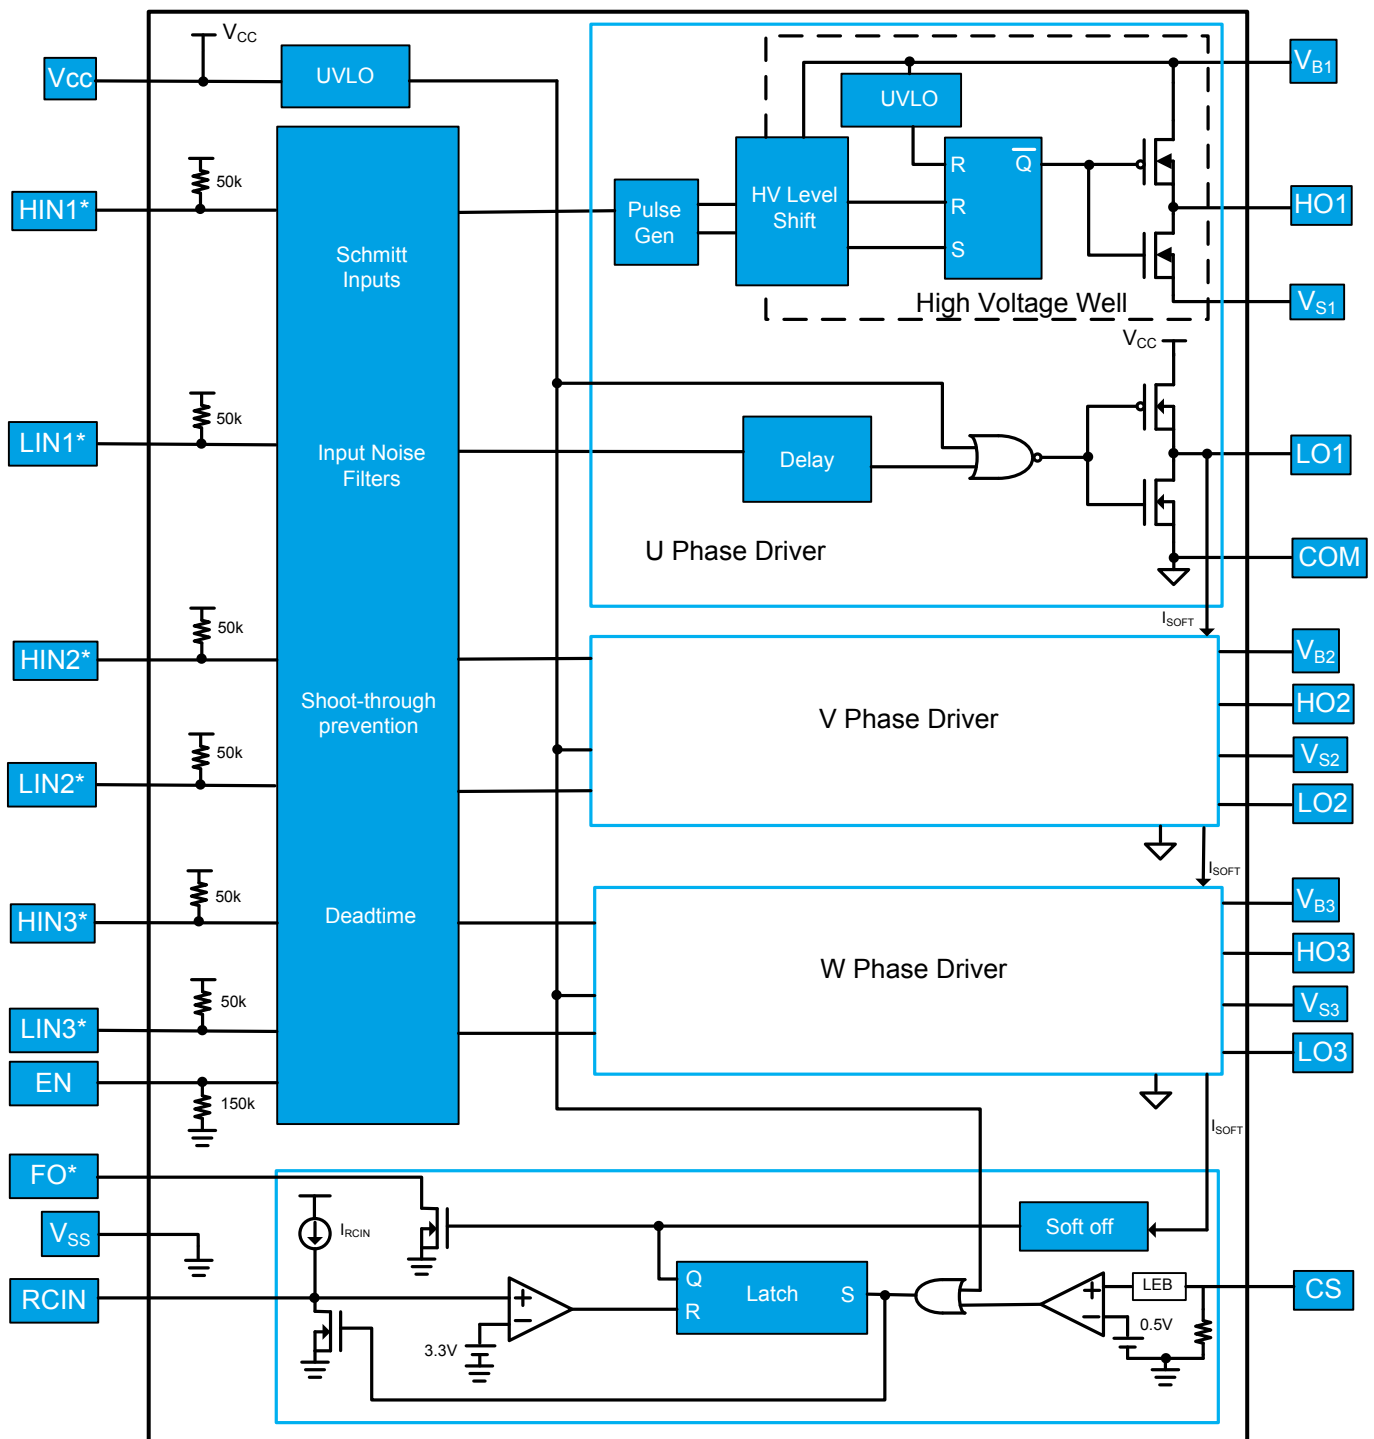 VCC
Vcc
UVLO
VB1
UVLO
50k
HIN1*
R
Q
HV Level
Shift
Pulse
Gen
R
S
HO1
Schmitt
Inputs
High Voltage Well
VS1
VCC
50k
LIN1*
Input Noise
Filters
Delay
LO1
U Phase Driver
COM
ISOFT
50k
HIN2*
VB2
Shoot-through
prevention
V Phase Driver
HO2
50k
LIN2*
VS2
LO2
ISOFT
50k
HIN3*
Deadtime
VB3
W Phase Driver
HO3
50k
LIN3*
VS3
LO3
EN
150k
ISOFT
FO*
VSS
IRCIN
Soft off
RCIN
Q
R
Latch
S
LEB
CS
+
−
+
−
3.3V
0.5V